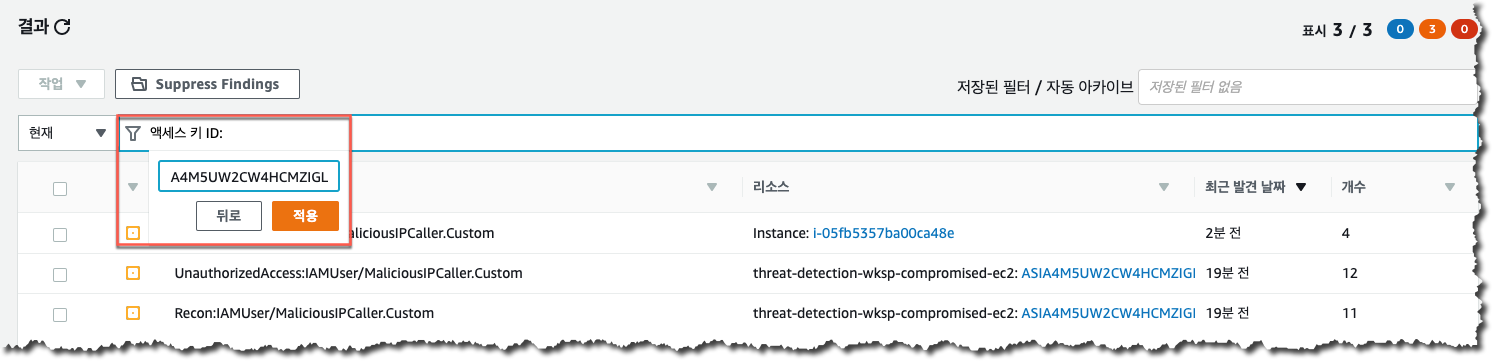 결과
표시 3 / 3 0 3 0
작업 Suppress Findings 저장된 필터 / 자동 아카이브 저장된 필터 없음
현재 액세스 키 ID:
A4M5UW2CW4HCMZIGL
리소스 최근 발견 날짜 개수
뒤로 적용
aliciousIPCaller.Custom Instance: i-05fb5357ba00ca48e 2분 전 4
UnauthorizedAccess:IAMUser/MaliciousIPCaller.Custom threat-detection-wksp-compromised-ec2: ASIA4M5UW2CW4HCMZIGI 19분 전 12
Recon:IAMUser/MaliciousIPCaller.Custom threat-detection-wksp-compromised-ec2: ASIA4M5UW2CW4HCMZIGI 19분 전 11